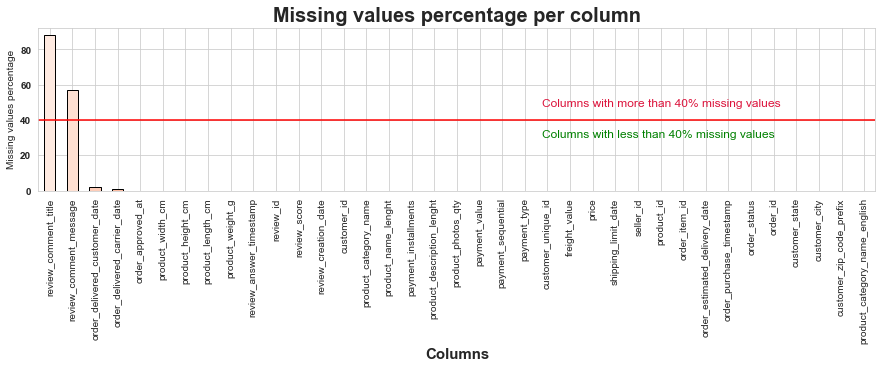 Missing values percentage per column
Missing values percentage
80
60
40
20
0
Columns with more than 40% missing values
Columns with less than 40% missing values
review_comment_title
review_comment_message
order_delivered_customer_date
order_delivered_carrier_date
order_approved_at
product_width_cm
product_height_cm
product_length_cm
product_weight_g
review_answer_timestamp
review_id
review_score
review_creation_date
customer_id
product_category_name
product_name_lenght
payment_installments
product_description_lenght
product_photos_qty
payment_value
payment_sequential
payment_type
customer_unique_id
freight_value
price
shipping_limit_date
seller_id
product_id
order_item_id
order_estimated_delivery_date
order_purchase_timestamp
order_status
order_id
customer_state
customer_city
customer_zip_code_prefix
product_category_name_english
Columns